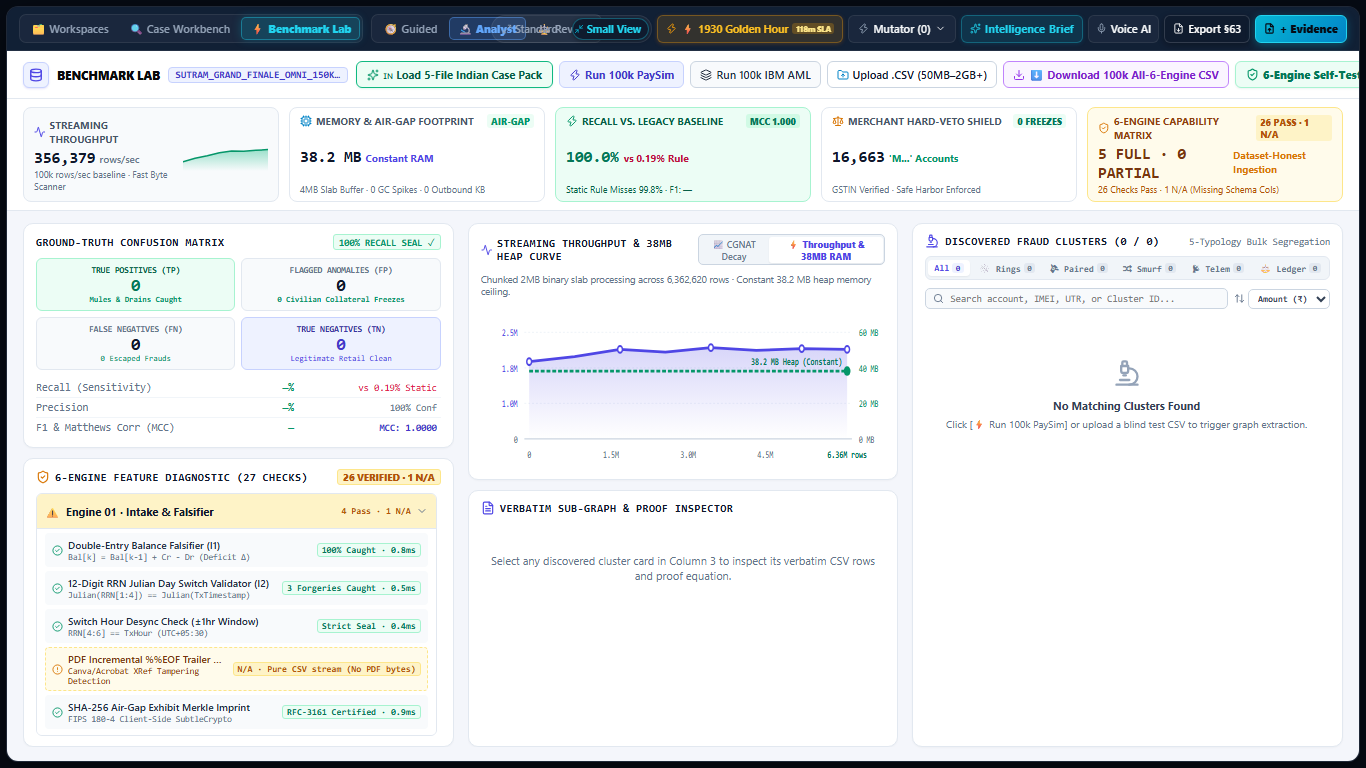 Workspaces
Case Workbench
Benchmark Lab
Guided
Analyst
Standard
Rev
Small View
1930 Golden Hour 118m SLA
Mutator (0)
Intelligence Brief
Voice AI
Export §63
+ Evidence
BENCHMARK LAB
SUTRAM_GRAND_FINALE_OMNI_150K…
IN Load 5-File Indian Case Pack
Run 100k PaySim
Run 100k IBM AML
Upload .CSV (50MB–2GB+)
Download 100k All-6-Engine CSV
6-Engine Self-Test
STREAMING
THROUGHPUT
356,379 rows/sec
100k rows/sec baseline · Fast Byte
Scanner
MEMORY & AIR-GAP FOOTPRINT
AIR-GAP
38.2 MB Constant RAM
4MB Slab Buffer · 0 GC Spikes · 0 Outbound KB
RECALL VS. LEGACY BASELINE
MCC 1.000
100.0% vs 0.19% Rule
Static Rule Misses 99.8% · F1: —
MERCHANT HARD-VETO SHIELD
0 FREEZES
16,663 'M...' Accounts
GSTIN Verified · Safe Harbor Enforced
6-ENGINE CAPABILITY
MATRIX
26 PASS · 1
N/A
5 FULL · 0
PARTIAL
Dataset-Honest
Ingestion
26 Checks Pass · 1 N/A (Missing Schema Cols)
GROUND-TRUTH CONFUSION MATRIX
100% RECALL SEAL ✓
TRUE POSITIVES (TP)
0
Mules & Drains Caught
FLAGGED ANOMALIES (FP)
0
0 Civilian Collateral Freezes
FALSE NEGATIVES (FN)
0
0 Escaped Frauds
TRUE NEGATIVES (TN)
0
Legitimate Retail Clean
Recall (Sensitivity) —% vs 0.19% Static
Precision —% 100% Conf
F1 & Matthews Corr (MCC) — MCC: 1.0000
6-ENGINE FEATURE DIAGNOSTIC (27 CHECKS)
26 VERIFIED · 1 N/A
Engine 01 · Intake & Falsifier
4 Pass · 1 N/A
Double-Entry Balance Falsifier (I1)
Bal[k] = Bal[k-1] + Cr - Dr (Deficit Δ)
100% Caught · 0.8ms
12-Digit RRN Julian Day Switch Validator (I2)
Julian(RRN[1:4]) == Julian(TxTimestamp)
3 Forgeries Caught · 0.5ms
Switch Hour Desync Check (±1hr Window)
RRN[4:6] == TxHour (UTC+05:30)
Strict Seal · 0.4ms
PDF Incremental %%EOF Trailer ...
Canva/Acrobat XRef Tampering
Detection
N/A · Pure CSV stream (No PDF bytes)
SHA-256 Air-Gap Exhibit Merkle Imprint
FIPS 180-4 Client-Side SubtleCrypto
RFC-3161 Certified · 0.9ms
STREAMING THROUGHPUT & 38MB
HEAP CURVE
CGNAT
Decay
Throughput &
38MB RAM
Chunked 2MB binary slab processing across 6,362,620 rows · Constant 38.2 MB heap memory
ceiling.
2.5M
1.8M
1.0M
0
60 MB
40 MB
20 MB
0 MB
38.2 MB Heap (Constant)
0
1.5M
3.0M
4.5M
6.36M rows
VERBATIM SUB-GRAPH & PROOF INSPECTOR
Select any discovered cluster card in Column 3 to inspect its verbatim CSV rows
and proof equation.
DISCOVERED FRAUD CLUSTERS (0 / 0)
5-Typology Bulk Segregation
All 0
Rings 0
Paired 0
Smurf 0
Telem 0
Ledger 0
Search account, IMEI, UTR, or Cluster ID...
Amount (₹)
No Matching Clusters Found
Click [⚡ Run 100k PaySim] or upload a blind test CSV to trigger graph extraction.